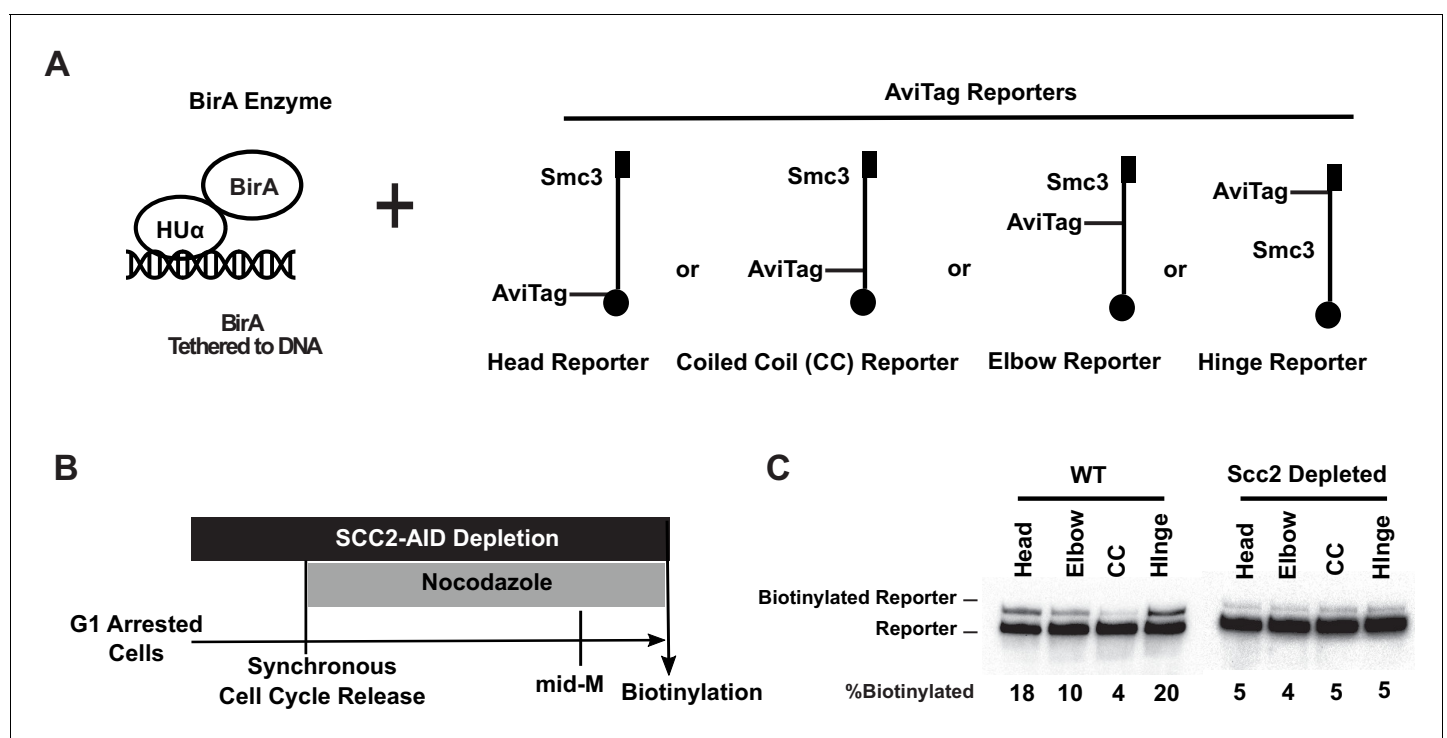 A
BirA Enzyme
AviTag Reporters
BirA
HUα
+
BirA
Tethered to DNA
Smc3
AviTag
Head Reporter
or
Smc3
AviTag
Coiled Coil (CC) Reporter
or
Smc3
AviTag
Elbow Reporter
or
AviTag
Smc3
Hinge Reporter
B
SCC2-AID Depletion
Nocodazole
G1 Arrested
Cells
Synchronous
Cell Cycle Release
mid-M
Biotinylation
C
WT
Scc2 Depleted
Head
Elbow
CC
HInge
Head
Elbow
CC
HInge
Biotinylated Reporter
Reporter
%Biotinylated 18 10 4 20 5 4 5 5